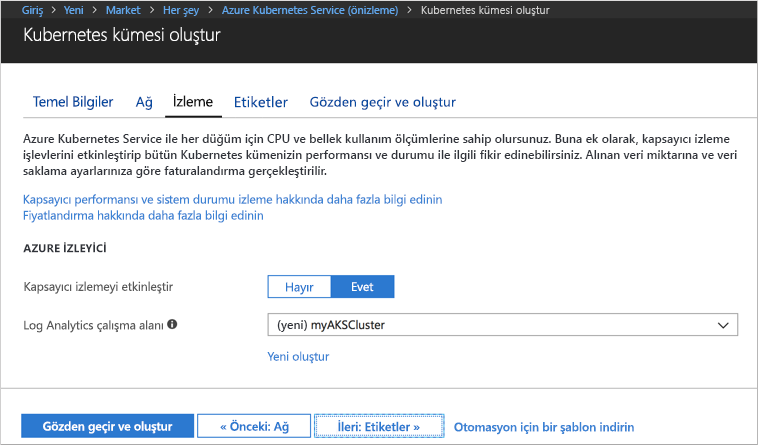 Giriş > Yeni > Market > Her şey > Azure Kubernetes Service (önizleme) > Kubernetes kümesi oluştur
Kubernetes kümesi oluştur
Temel Bilgiler Ağ İzleme Etiketler Gözden geçir ve oluştur
Azure Kubernetes Service ile her düğüm için CPU ve bellek kullanım ölçümlerine sahip olursunuz. Buna ek olarak, kapsayıcı izleme
işlevlerini etkinleştirip bütün Kubernetes kümenizin performansı ve durumu ile ilgili fikir edinebilirsiniz. Alınan veri miktarına ve veri
saklama ayarlarınıza göre faturalandırma gerçekleştirilir.
Kapsayıcı performansı ve sistem durumu izleme hakkında daha fazla bilgi edinin
Fiyatlandırma hakkında daha fazla bilgi edinin
AZURE İZLEYİCİ
Kapsayıcı izlemeyi etkinleştir Hayır Evet
Log Analytics çalışma alanı (yeni) myAKSCluster
Yeni oluştur
Gözden geçir ve oluştur « Önceki: Ağ İleri: Etiketler » Otomasyon için bir şablon indirin